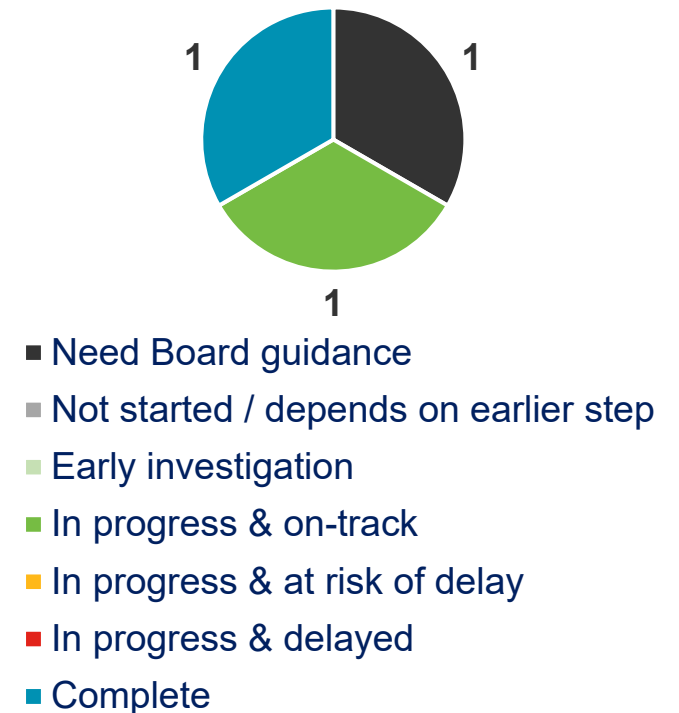 1
1
1
Need Board guidance
Not started / depends on earlier step
Early investigation
In progress & on-track
In progress & at risk of delay
In progress & delayed
Complete